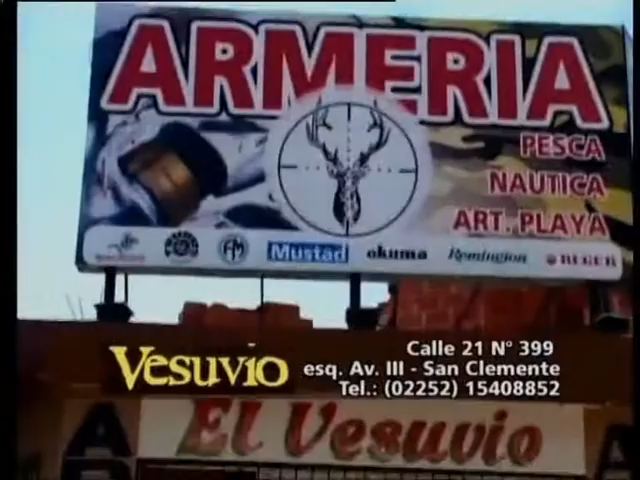 ARMERIA
PESCA
NAUTICA
ART. PLAYA
FM
Mustad
okuma
Remington
RUGER
Vesuvio
Calle 21 N° 399
esq. Av. III - San Clemente
Tel.: (02252) 15408852
El Vesuvio
A